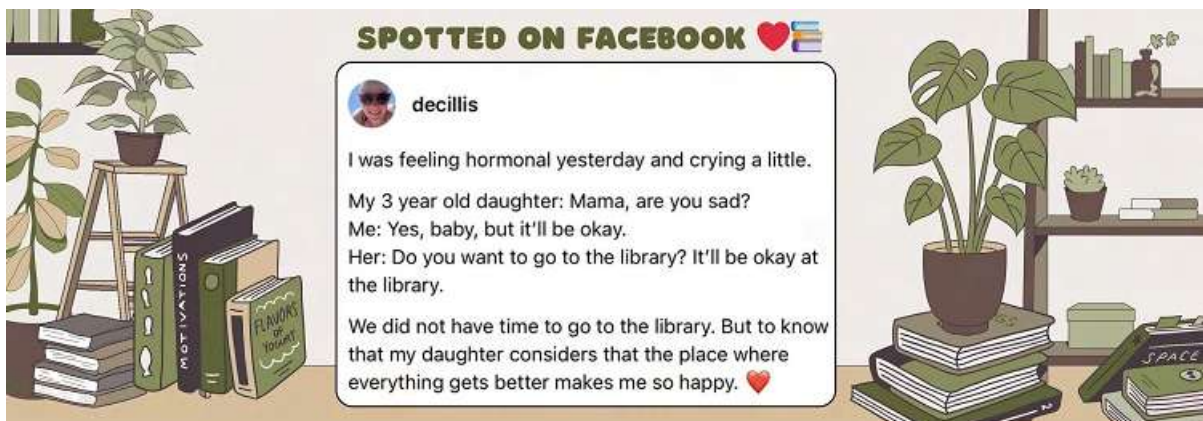 SPOTTED ON FACEBOOK ❤️📚
decillis
I was feeling hormonal yesterday and crying a little.
My 3 year old daughter: Mama, are you sad?
Me: Yes, baby, but it'll be okay.
Her: Do you want to go to the library? It'll be okay at
the library.
We did not have time to go to the library. But to know
that my daughter considers that the place where
everything gets better makes me so happy. ❤️
MOTIVATIONS
FLAVORS
OF
YOGURT
SPACE